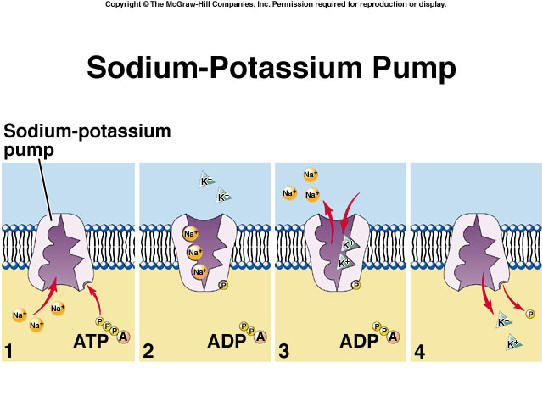 Copyright © The McGraw-Hill Companies, Inc. Permission required for reproduction or display.
Sodium-Potassium Pump
Sodium-potassium
pump
Na+
Na+
Na+
P
P
P
A
ATP
1
K+
K+
Na+
Na+
Na+
P
P
P
A
ADP
2
Na+
Na+
Na+
K+
K+
P
P
P
A
ADP
3
P
K+
K+
4